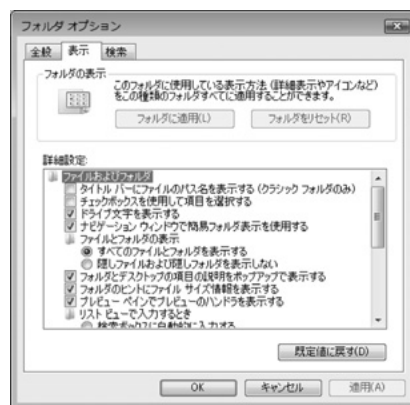 フォルダ オプション
全般 表示 検索
フォルダの表示
このフォルダに使用している表示方法 (詳細表示やアイコンなど)
をこの種類のフォルダすべてに適用することができます。
フォルダに適用(L) フォルダをリセット(R)
詳細設定:
ファイルおよびフォルダ
タイトル バーにファイルのパス名を表示する (クラシック フォルダのみ)
チェックボックスを使用して項目を選択する
ドライブ文字を表示する
ナビゲーション ウィンドウで簡易フォルダ表示を使用する
ファイルとフォルダの表示
すべてのファイルとフォルダを表示する
隠しファイルおよび隠しフォルダを表示しない
フォルダとデスクトップの項目の説明をポップアップで表示する
フォルダのヒントにファイル サイズ情報を表示する
プレビュー ペインでプレビューのハンドラを表示する
リスト ビューで入力するとき
検索ボックスに自動的に入力する
既定値に戻す(D)
OK キャンセル 適用(A)